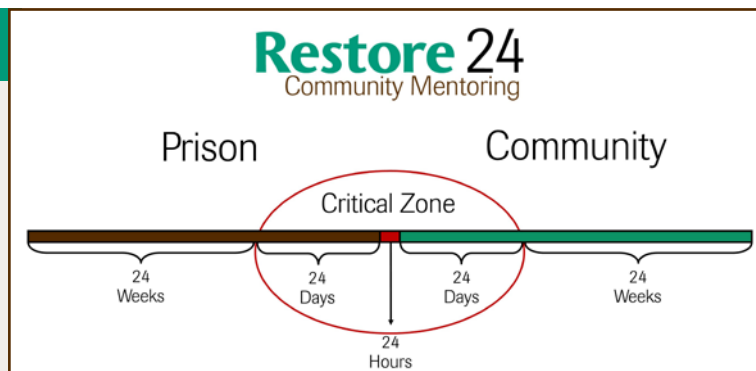 Restore 24
Community Mentoring
Prison
Community
Critical Zone
24
Weeks
24
Days
24
Days
24
Weeks
24
Hours